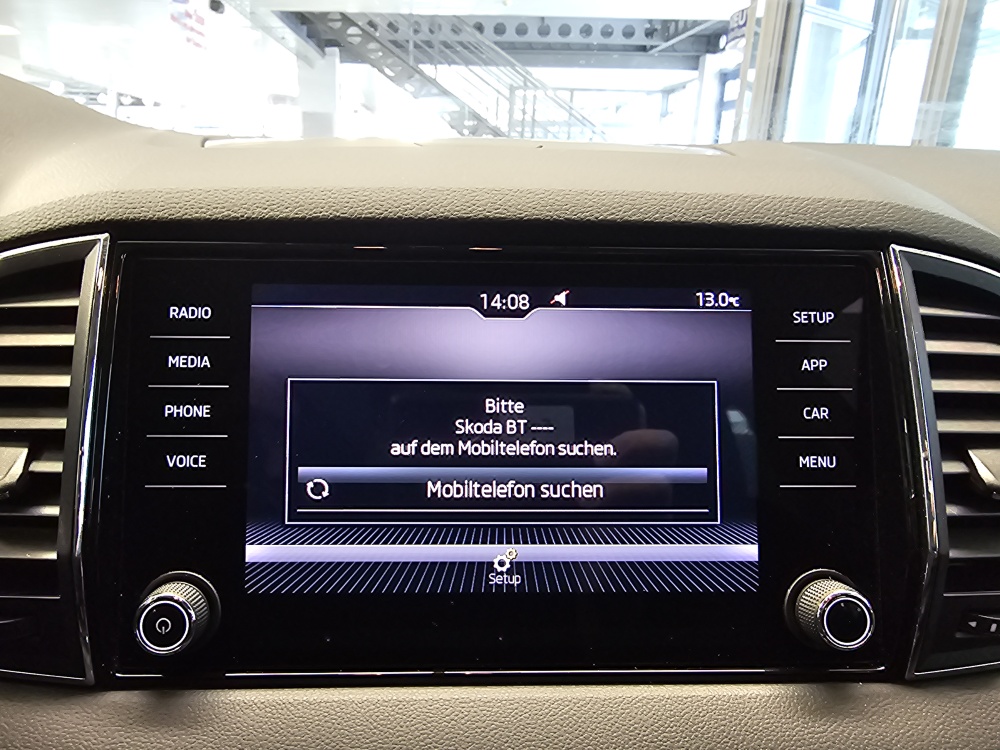 NEU
14:08
13.0°C
RADIO
MEDIA
PHONE
VOICE
Bitte
Skoda BT ----
auf dem Mobiltelefon suchen.
Mobiltelefon suchen
Setup
SETUP
APP
CAR
MENU